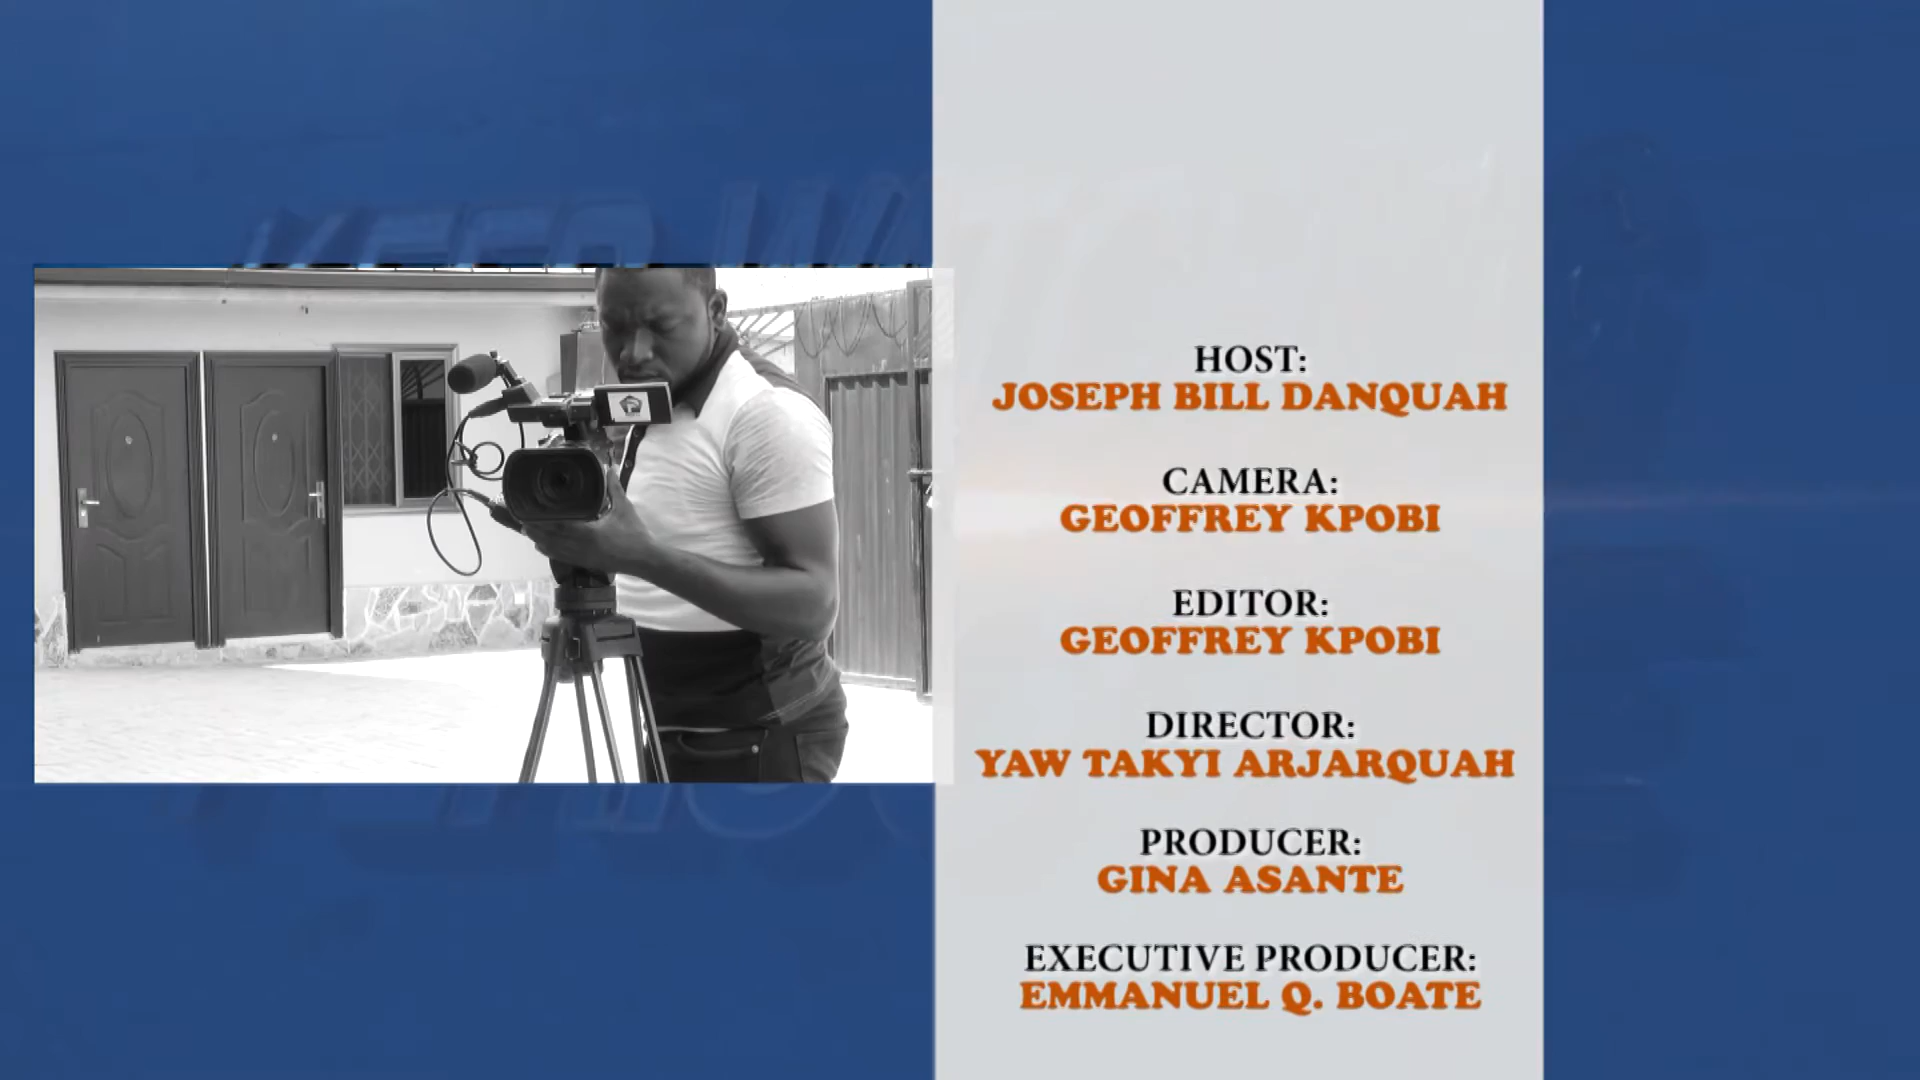 HOST:
JOSEPH BILL DANQUAH
CAMERA:
GEOFFREY KPOBI
EDITOR:
GEOFFREY KPOBI
DIRECTOR:
YAW TAKYI ARJARQUAH
PRODUCER:
GINA ASANTE
EXECUTIVE PRODUCER:
EMMANUEL Q. BOATE